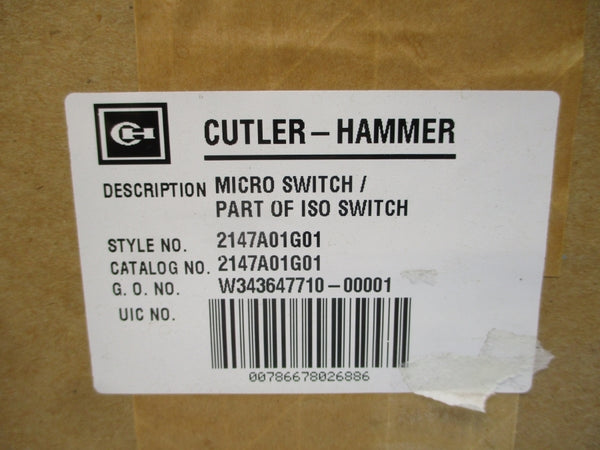 CH
CUTLER-HAMMER
DESCRIPTION MICRO SWITCH /
PART OF ISO SWITCH
STYLE NO. 2147A01G01
CATALOG NO. 2147A01G01
G. O. NO. W343647710-00001
UIC NO.
00786678026886